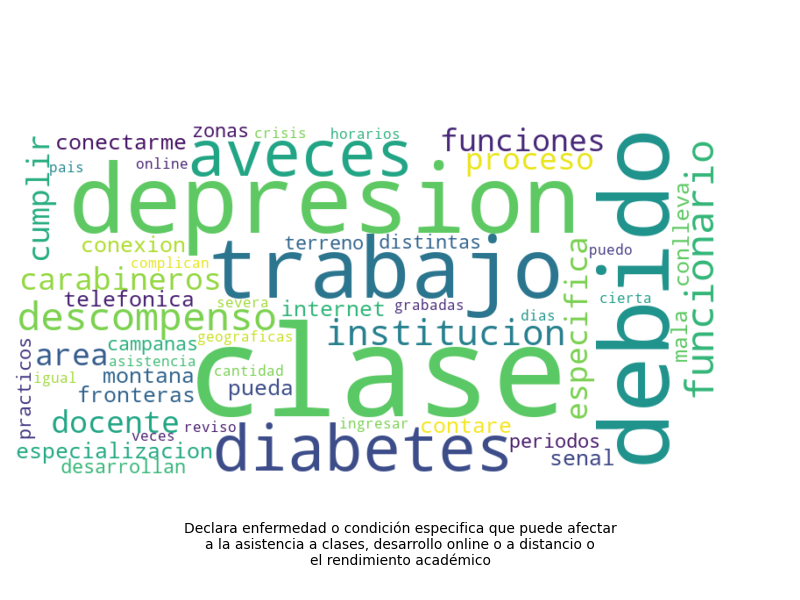 zonas
crisis
horarios
conectarme
aveces
funciones
proceso
pais
online
cumplir
depresion
debido
funcionario
conlleva
conexion
terreno
distintas
puedo
complican
trabajo
carabineros
telefonica
severa
internet
grabadas
cierta
especifica
descompenso
institucion
dias
mala
geograficas
campanas
area
asistencia
clase
practicos
igual
montana
cantidad
fronteras
pueda
docente
veces
reviso
ingresar
contare
diabetes
periodos
especializacion
desarrollan
senal
Declara enfermedad o condición especifica que puede afectar
a la asistencia a clases, desarrollo online o a distancio o
el rendimiento académico